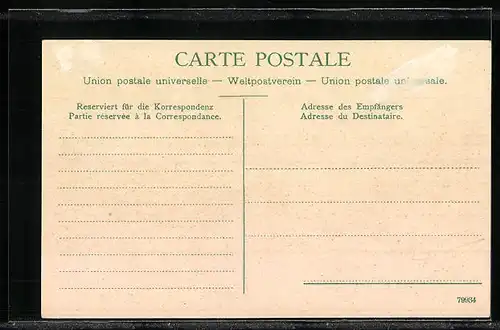 CARTE POSTALE
Union postale universelle — Weltpostverein — Union postale universale.
Reserviert für die Korrespondenz
Partie réservée à la Correspondance.
Adresse des Empfängers
Adresse du Destinataire.
79934